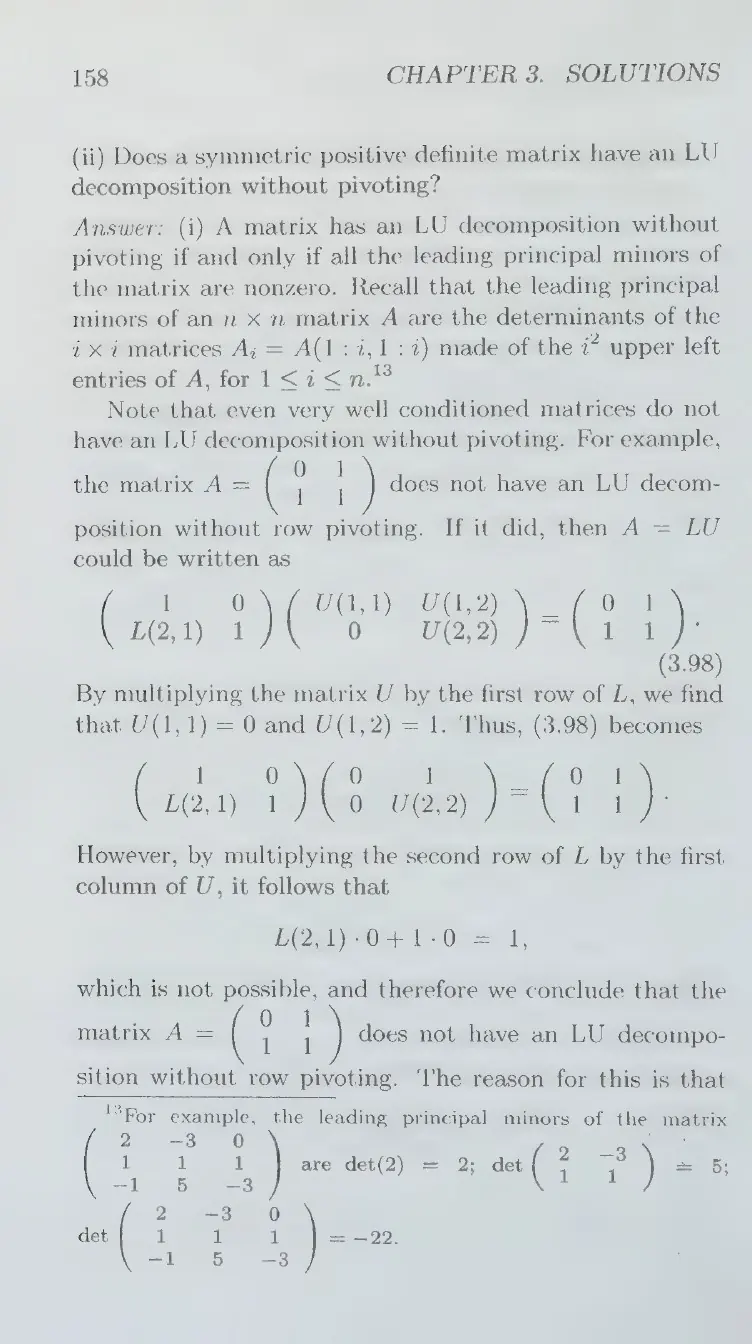 158 CHAPTER 3. SOLUTIONS
(ii) Does a symmetric positive definite matrix have an LU
decomposition without pivoting?
Answer: (i) A matrix has an LU decomposition without
pivoting if and only if all the leading principal minors of
the matrix are nonzero. Recall that the leading principal
minors of an n × n matrix A are the determinants of the
i × i matrices Aᵢ = A(1 : i, 1 : i) made of the i² upper left
entries of A, for 1 ≤ i ≤ n.¹³
Note that even very well conditioned matrices do not
have an LU decomposition without pivoting. For example,
the matrix A = ( 0 1 ; 1 1 ) does not have an LU decom-
position without row pivoting. If it did, then A = LU
could be written as
( 1 0 ; L(2,1) 1 ) ( U(1,1) U(1,2) ; 0 U(2,2) ) = ( 0 1 ; 1 1 ).
(3.98)
By multiplying the matrix U by the first row of L, we find
that U(1,1) = 0 and U(1,2) = 1. Thus, (3.98) becomes
( 1 0 ; L(2,1) 1 ) ( 0 1 ; 0 U(2,2) ) = ( 0 1 ; 1 1 ).
However, by multiplying the second row of L by the first
column of U, it follows that
L(2,1) · 0 + 1 · 0 = 1,
which is not possible, and therefore we conclude that the
matrix A = ( 0 1 ; 1 1 ) does not have an LU decompo-
sition without row pivoting. The reason for this is that
¹³For example, the leading principal minors of the matrix
( 2 −3 0 ; 1 1 1 ; −1 5 −3 ) are det(2) = 2; det ( 2 −3 ; 1 1 ) = 5;
det ( 2 −3 0 ; 1 1 1 ; −1 5 −3 ) = −22.